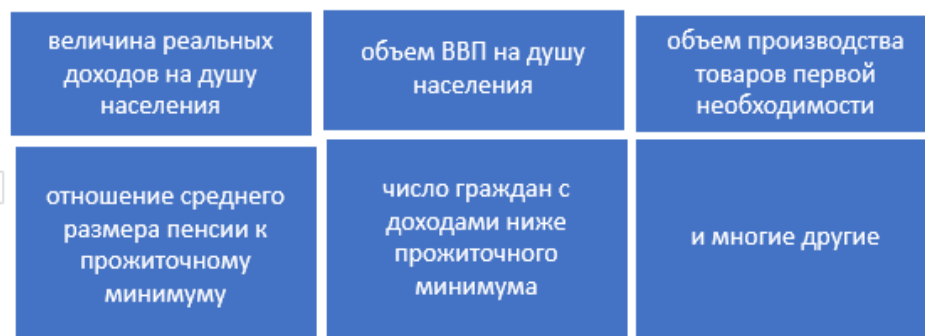 величина реальных
доходов на душу
населения
объем ВВП на душу
населения
объем производства
товаров первой
необходимости
отношение среднего
размера пенсии к
прожиточному
минимуму
число граждан с
доходами ниже
прожиточного
минимума
и многие другие